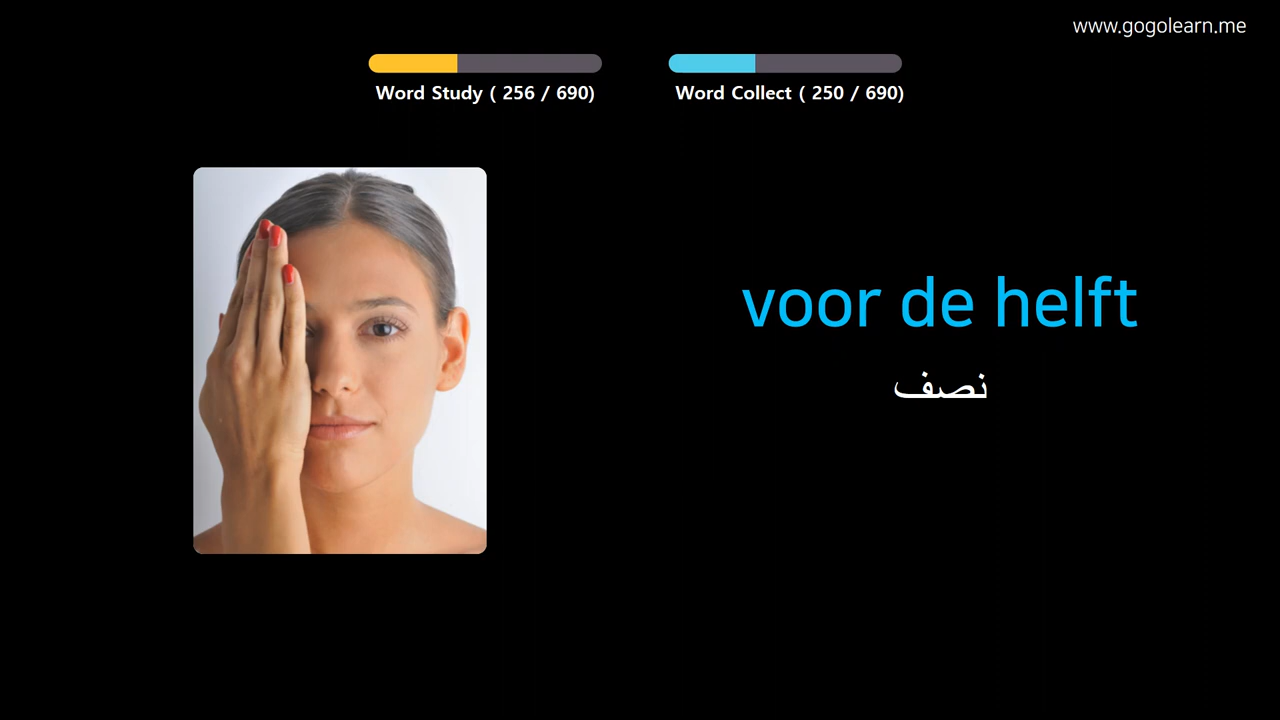 www.gogolearn.me
Word Study ( 256 / 690)
Word Collect ( 250 / 690)
voor de helft
نصف